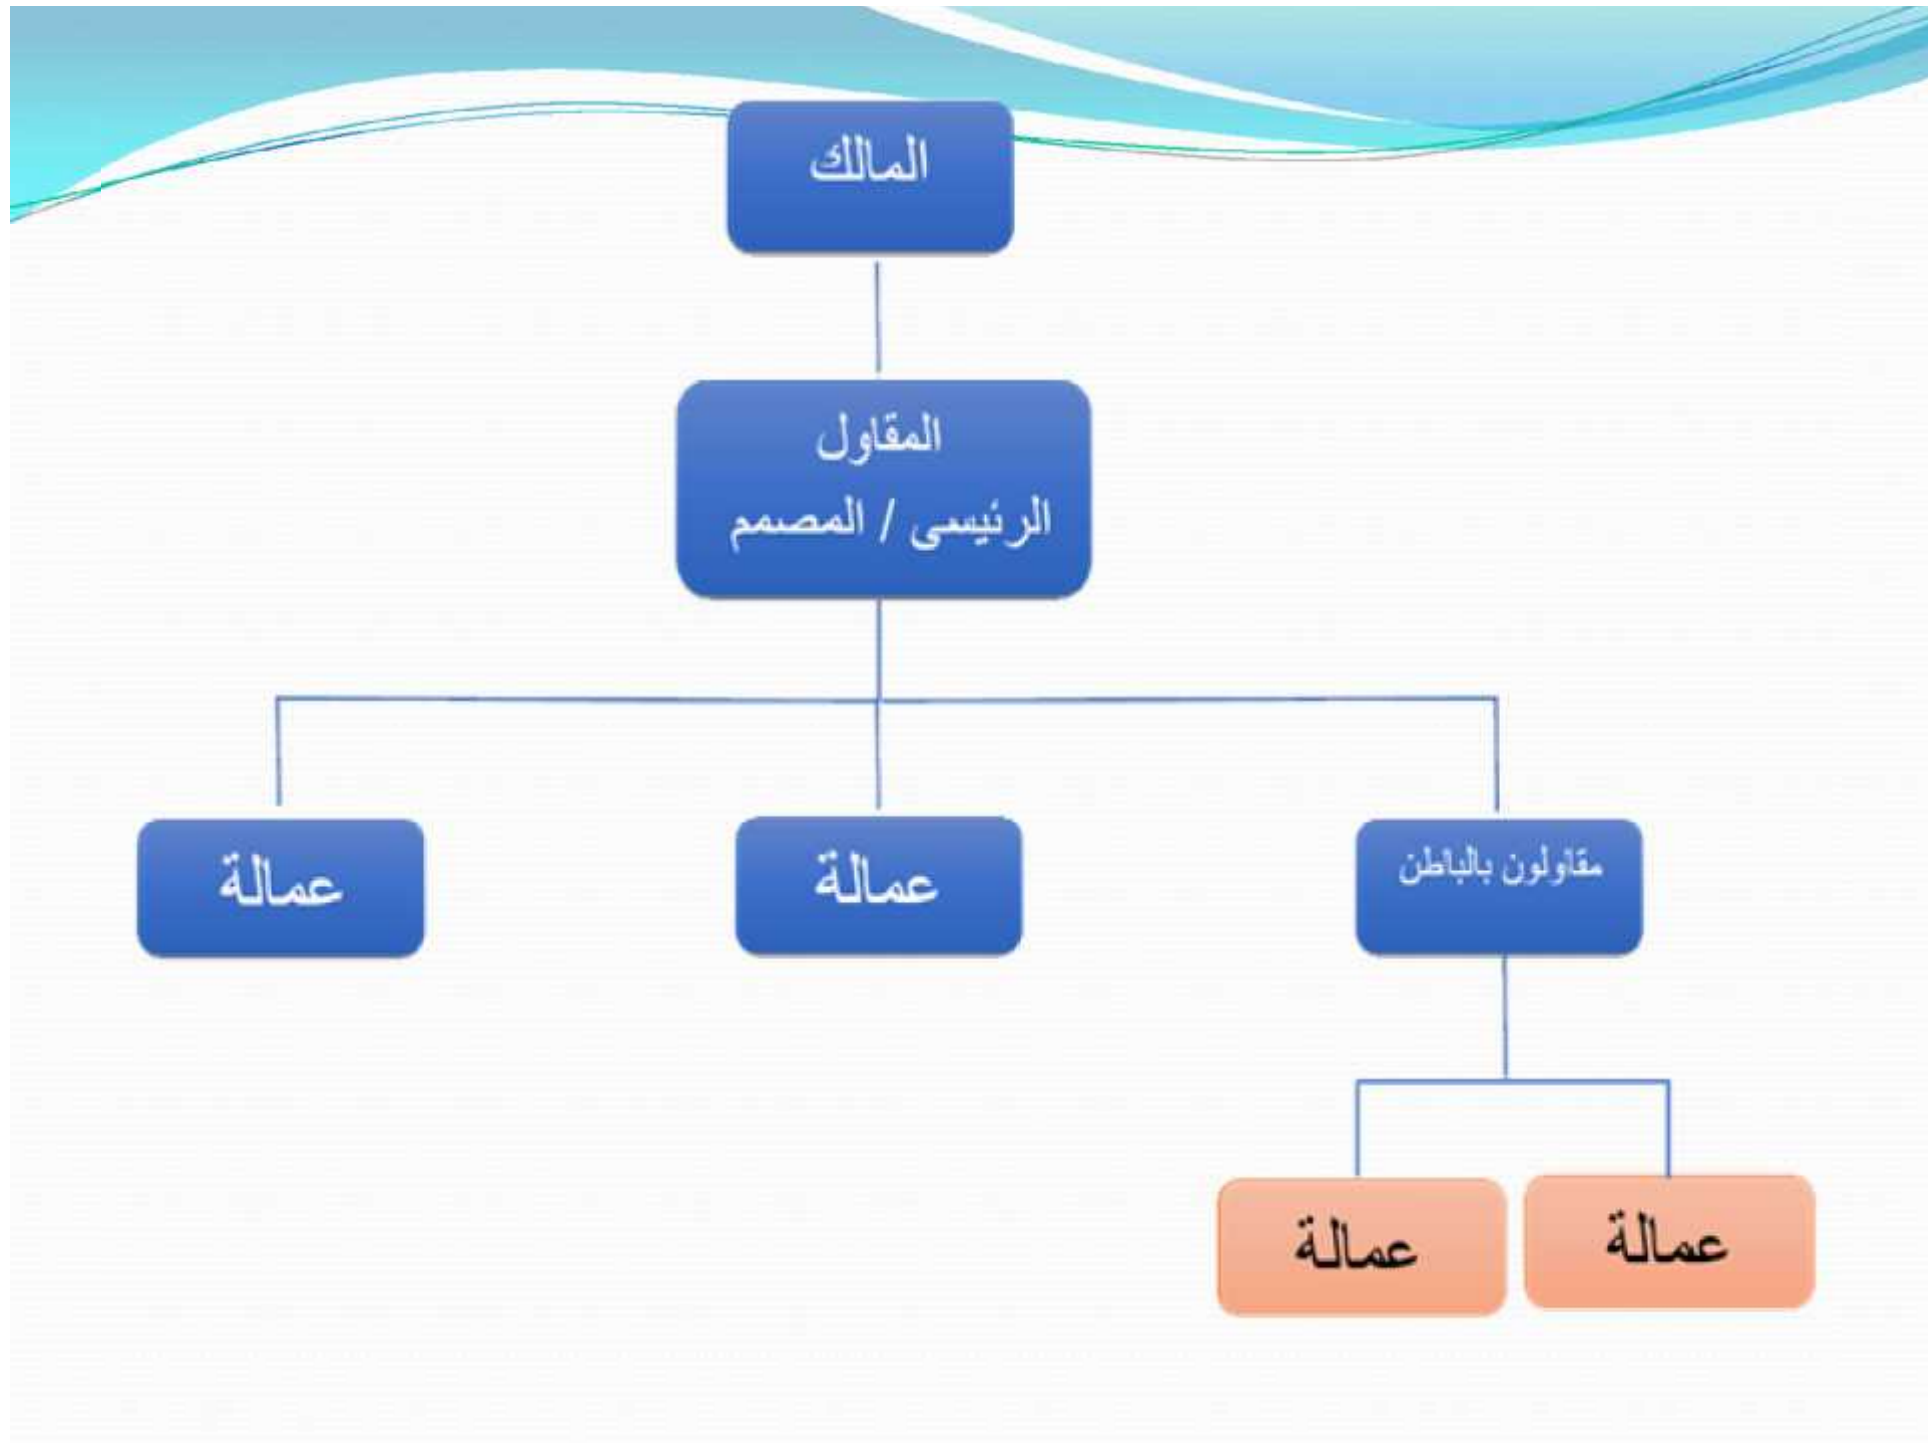 المالك
المقاول
الرئيسى / المصمم
مقاولون بالباطن
عمالة
عمالة
عمالة
عمالة